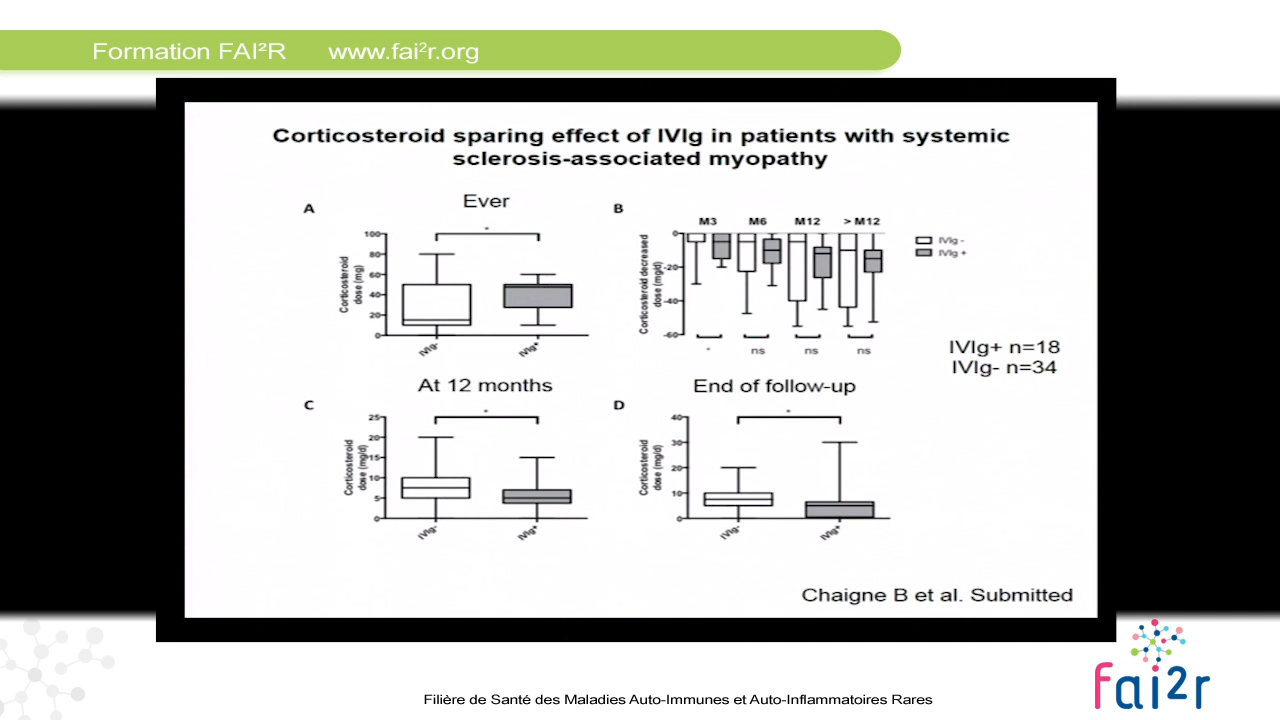 Formation FAI²R www.fai²r.org
Corticosteroid sparing effect of IVIg in patients with systemic
sclerosis-associated myopathy
A
Ever
Corticosteroid
dose (mg)
100
80
60
40
20
0
*
IVIg-
IVIg+
B
M3 M6 M12 > M12
Corticosteroid decreased
dose (mg/d)
0
-20
-40
-60
* ns ns ns
IVIg -
IVIg +
IVIg+ n=18
IVIg- n=34
C
At 12 months
Corticosteroid
dose (mg/d)
25
20
15
10
5
0
*
IVIg-
IVIg+
D
End of follow-up
Corticosteroid
dose (mg/d)
40
30
20
10
0
*
IVIg-
IVIg+
Chaigne B et al. Submitted
Filière de Santé des Maladies Auto-Immunes et Auto-Inflammatoires Rares
fai2r